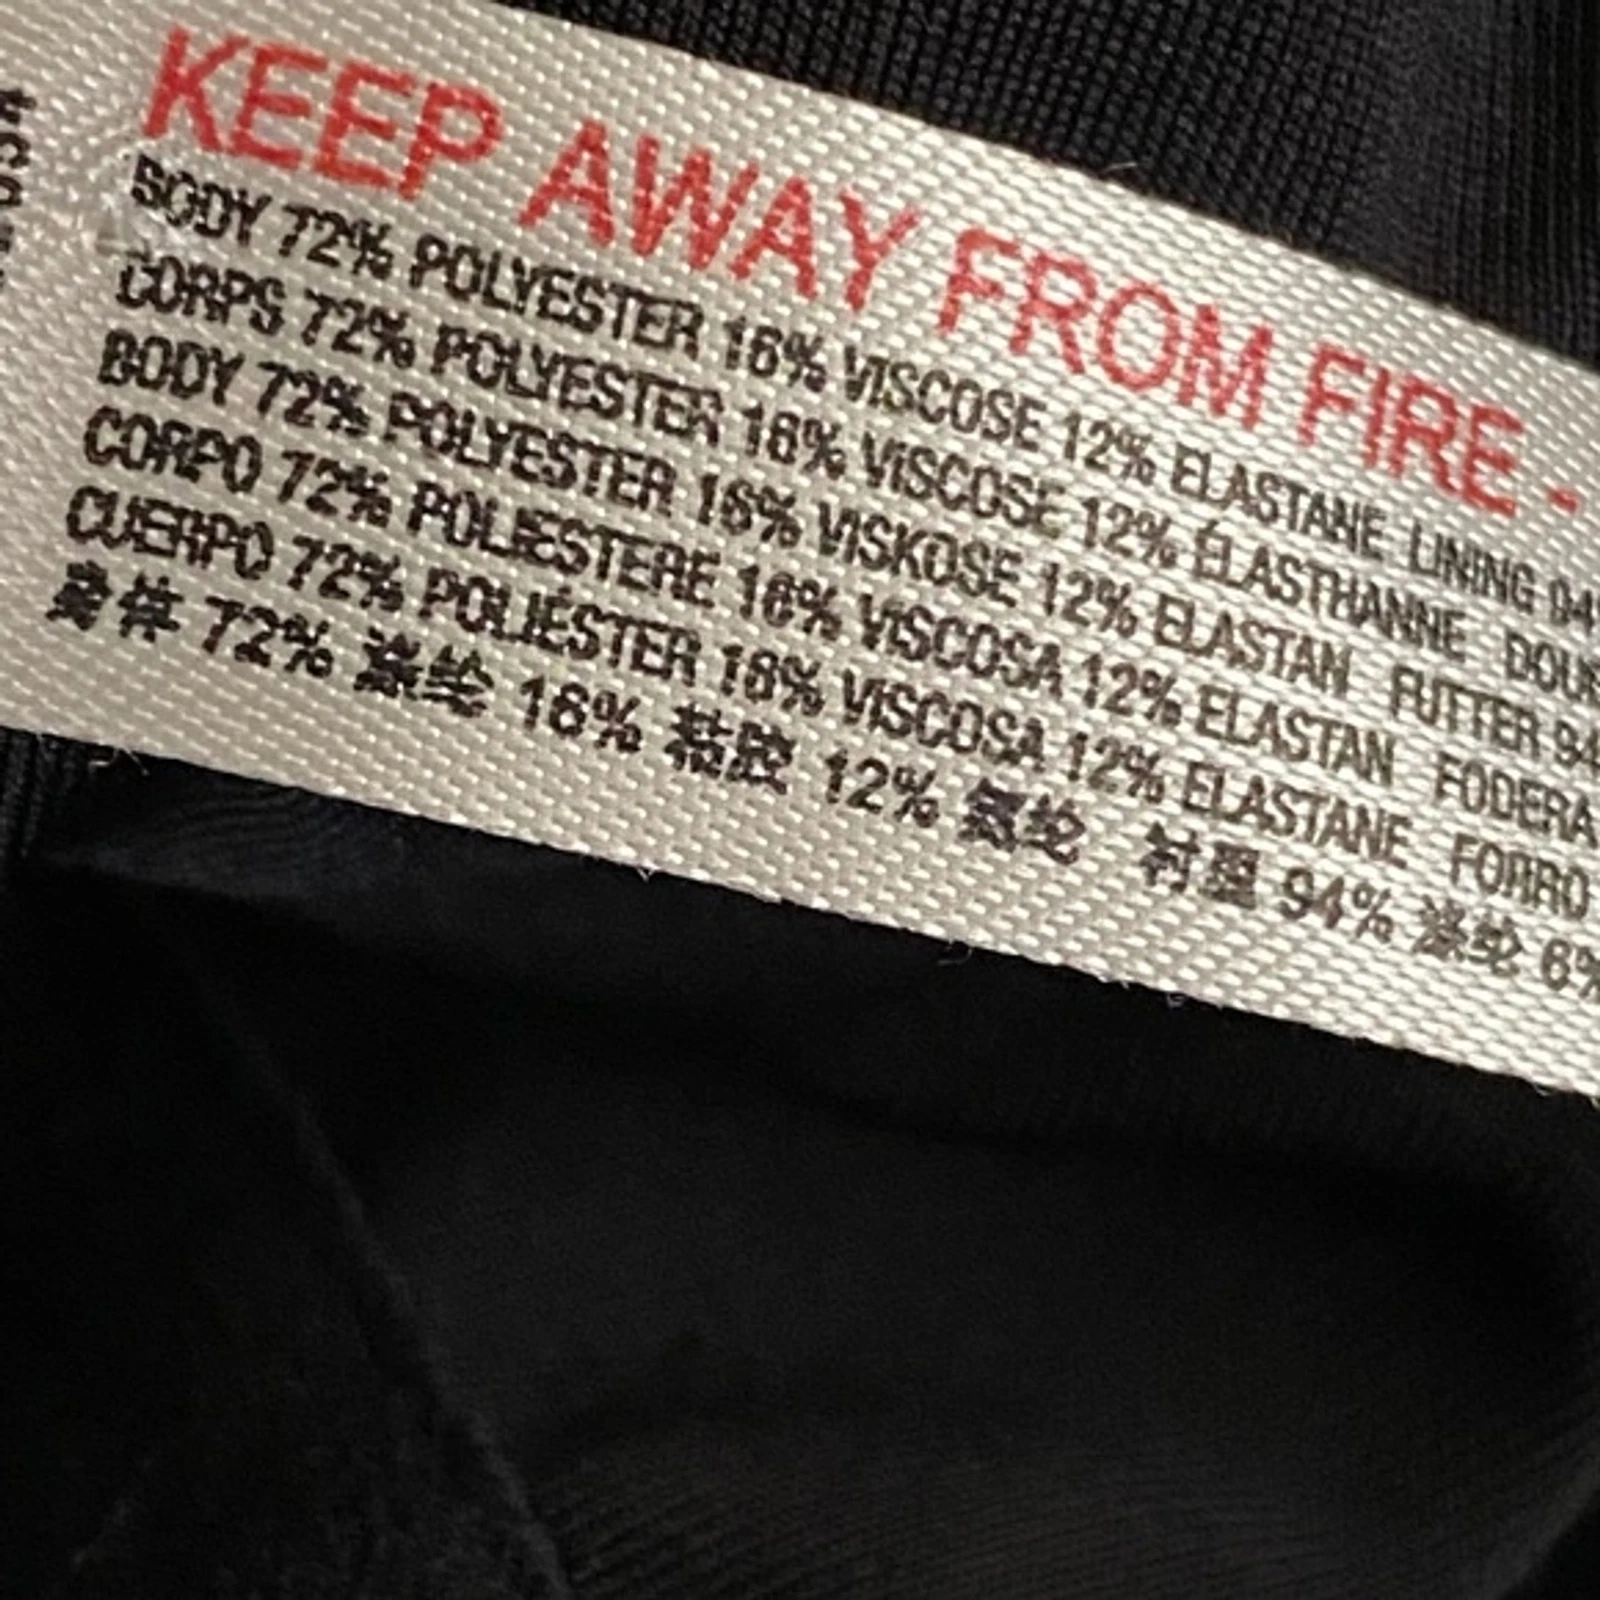 KEEP AWAY FROM FIRE -
BODY 72% POLYESTER 16% VISCOSE 12% ELASTANE LINING 94%
CORPS 72% POLYESTER 16% VISCOSE 12% ÉLASTHANNE
BODY 72% POLYESTER 16% VISKOSE 12% ELASTAN FUTTER 94
CORPO 72% POLIESTERE 16% VISCOSA 12% ELASTAN FODERA
CUERPO 72% POLIÉSTER 16% VISCOSA 12% ELASTANE FORRO
身体 72% 涤纶 16% 粘胶 12% 氨纶 衬里 94% 涤纶 6%